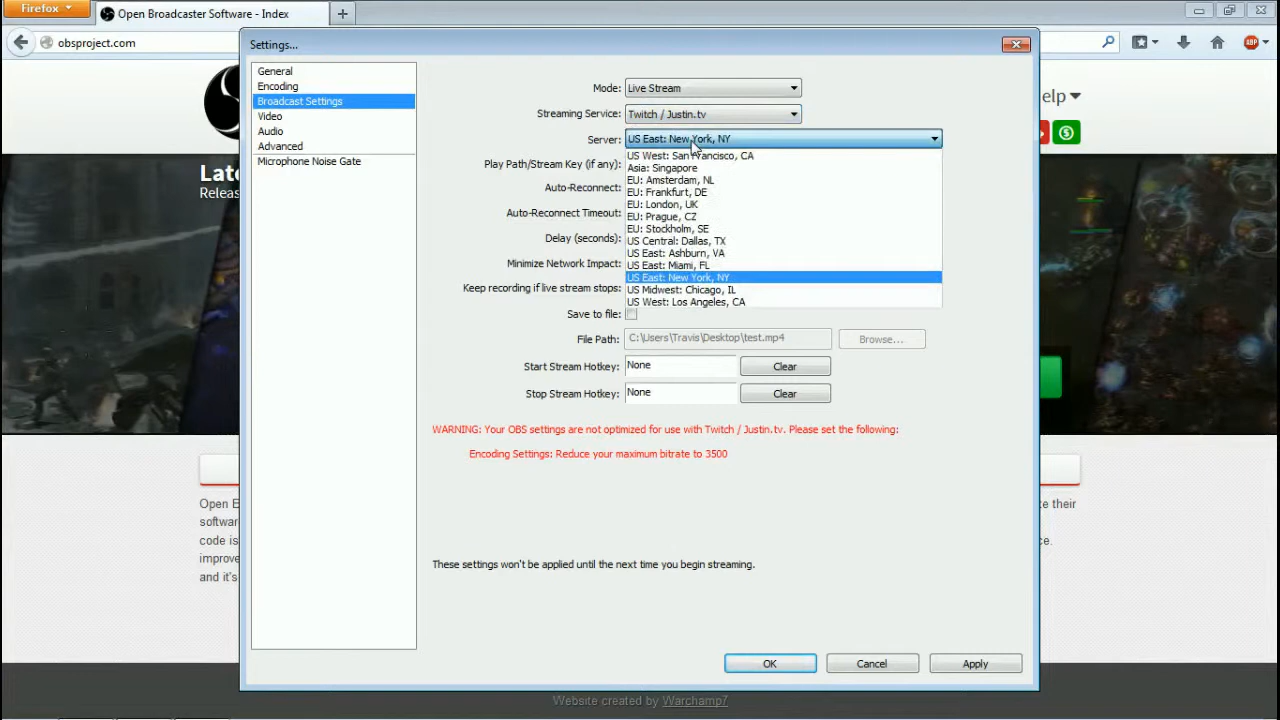 Firefox
Open Broadcaster Software - Index
obsproject.com
ABP
Settings...
General
Encoding
Broadcast Settings
Video
Audio
Advanced
Microphone Noise Gate
Mode: Live Stream
Streaming Service: Twitch / Justin.tv
Server: US East: New York, NY
US West: San Francisco, CA
Asia: Singapore
EU: Amsterdam, NL
EU: Frankfurt, DE
EU: London, UK
EU: Prague, CZ
EU: Stockholm, SE
US Central: Dallas, TX
US East: Ashburn, VA
US East: Miami, FL
US East: New York, NY
US Midwest: Chicago, IL
US West: Los Angeles, CA
Play Path/Stream Key (if any):
Auto-Reconnect:
Auto-Reconnect Timeout:
Delay (seconds):
Minimize Network Impact:
Keep recording if live stream stops:
Save to file:
File Path: C:\Users\Travis\Desktop\test.mp4 Browse...
Start Stream Hotkey: None Clear
Stop Stream Hotkey: None Clear
WARNING: Your OBS settings are not optimized for use with Twitch / Justin.tv. Please set the following:
Encoding Settings: Reduce your maximum bitrate to 3500
These settings won't be applied until the next time you begin streaming.
OK Cancel Apply
elp
Late
Releas
Open E
softwa
code is
improve
and it's
e their
ce.
Website created by Warchamp7